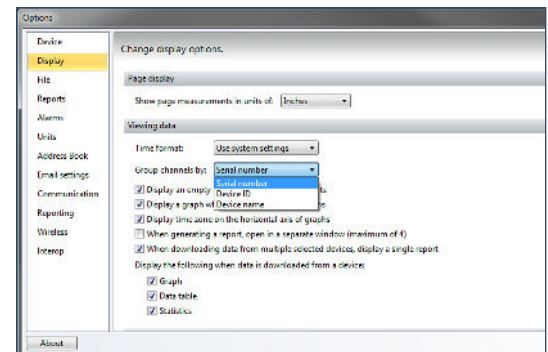 Options
Device
Display
File
Reports
Alarms
Units
Address Book
Email settings
Communication
Reporting
Wireless
Interop
About
Change display options.
Page display
Show page measurements in units of: Inches
Viewing data
Time format: Use system settings
Group channels by: Serial number
Serial number
Device ID
Device name
Display an empty
Display a graph
Display time zone on the horizontal axis of graphs
When generating a report, open in a separate window (maximum of 4)
When downloading data from multiple selected devices, display a single report
Display the following when data is downloaded from a device:
Graph
Data table
Statistics